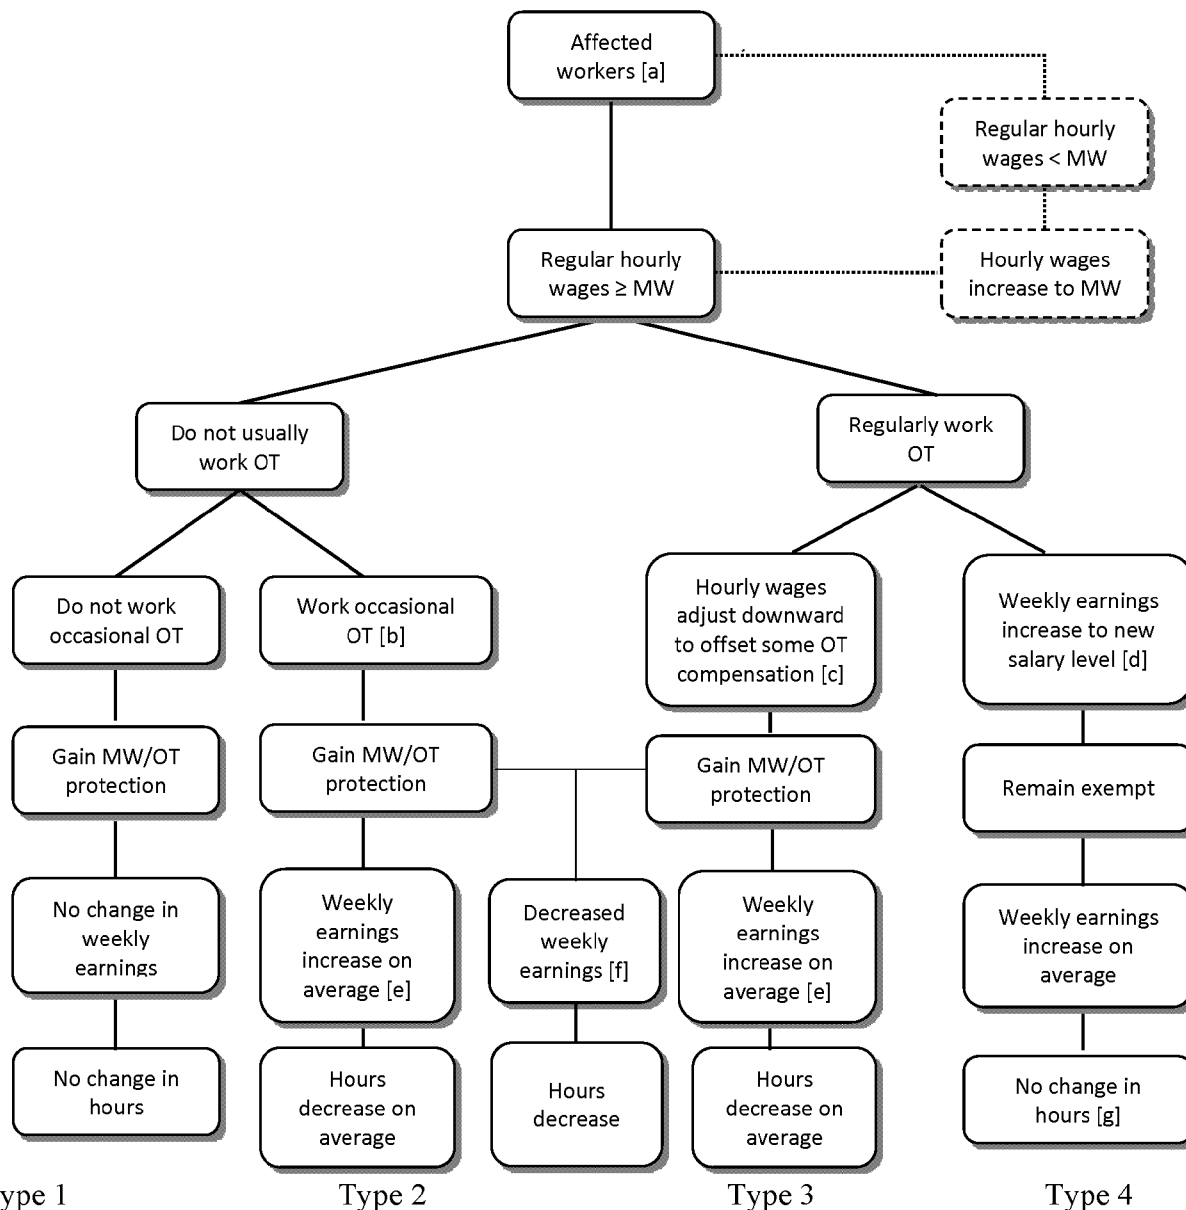 Affected
workers [a]
Regular hourly
wages < MW
Regular hourly
wages ≥ MW
Hourly wages
increase to MW
Do not usually
work OT
Regularly work
OT
Do not work
occasional OT
Work occasional
OT [b]
Hourly wages
adjust downward
to offset some OT
compensation [c]
Weekly earnings
increase to new
salary level [d]
Gain MW/OT
protection
Gain MW/OT
protection
Gain MW/OT
protection
Remain exempt
No change in
weekly
earnings
Weekly
earnings
increase on
average [e]
Decreased
weekly
earnings [f]
Weekly
earnings
increase on
average [e]
Weekly earnings
increase on
average
No change in
hours
Hours
decrease on
average
Hours
decrease
Hours
decrease on
average
No change in
hours [g]
ype 1
Type 2
Type 3
Type 4